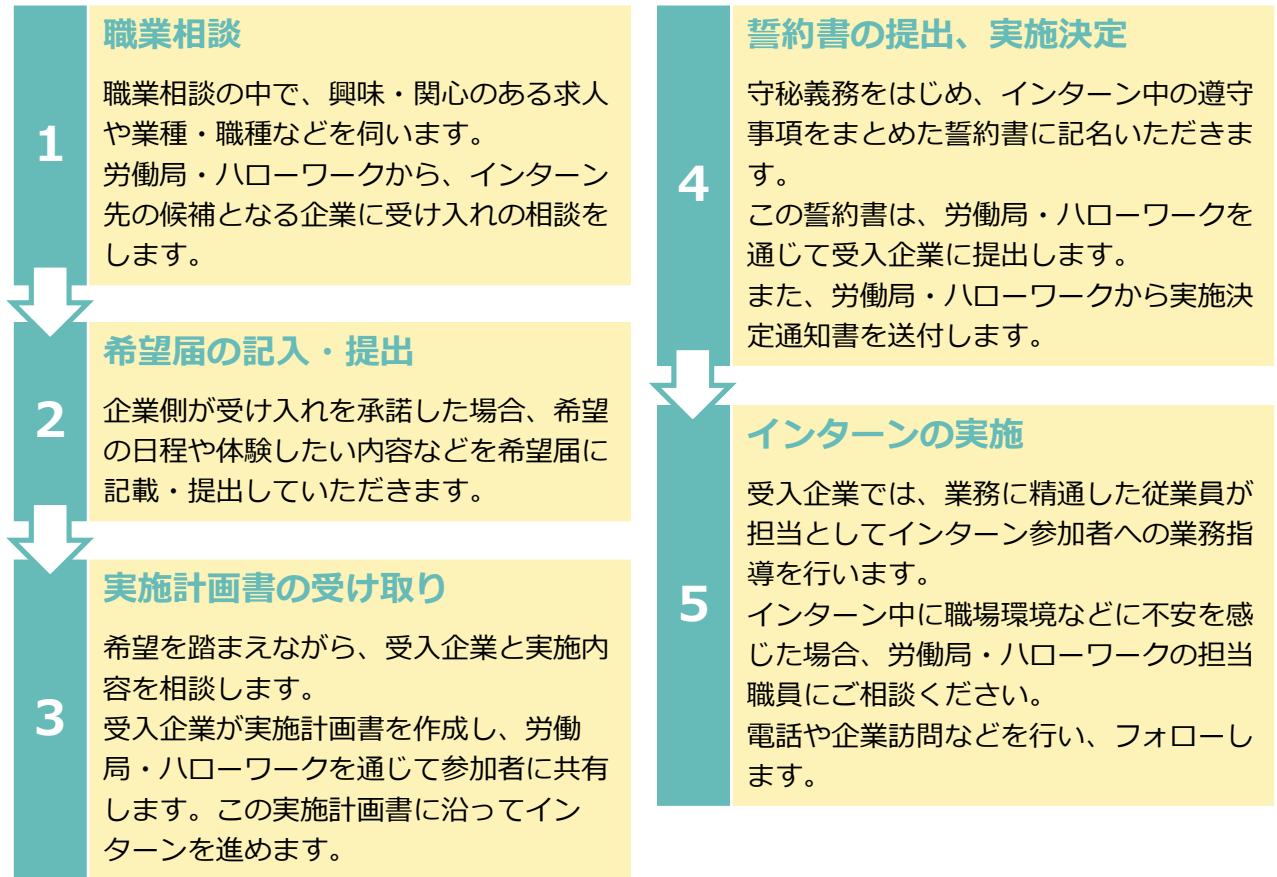 1
職業相談
職業相談の中で、興味・関心のある求人
や業種・職種などを伺います。
労働局・ハローワークから、インターン
先の候補となる企業に受け入れの相談を
します。
2
希望届の記入・提出
企業側が受け入れを承諾した場合、希望
の日程や体験したい内容などを希望届に
記載・提出していただきます。
3
実施計画書の受け取り
希望を踏まえながら、受入企業と実施内
容を相談します。
受入企業が実施計画書を作成し、労働
局・ハローワークを通じて参加者に共有
します。この実施計画書に沿ってイン
ターンを進めます。
4
誓約書の提出、実施決定
守秘義務をはじめ、インターン中の遵守
事項をまとめた誓約書に記名いただきま
す。
この誓約書は、労働局・ハローワークを
通じて受入企業に提出します。
また、労働局・ハローワークから実施決
定通知書を送付します。
5
インターンの実施
受入企業では、業務に精通した従業員が
担当としてインターン参加者への業務指
導を行います。
インターン中に職場環境などに不安を感
じた場合、労働局・ハローワークの担当
職員にご相談ください。
電話や企業訪問などを行い、フォローし
ます。